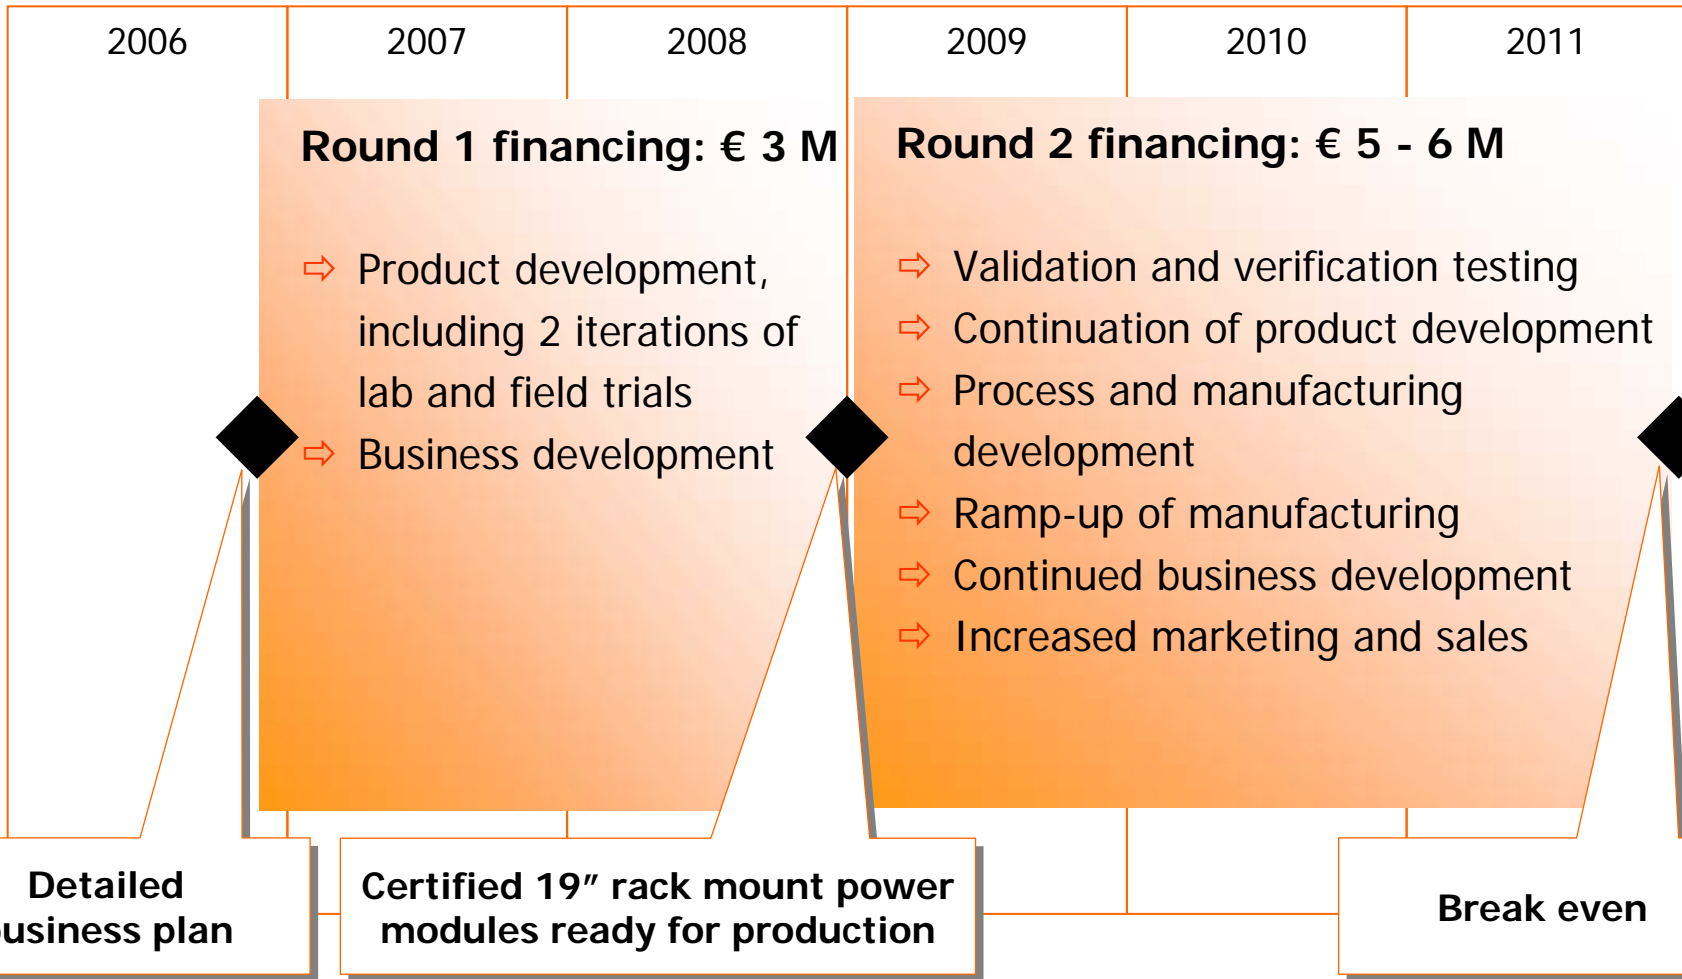 2006 2007 2008 2009 2010 2011
Round 1 financing: € 3 M
⇨ Product development,
including 2 iterations of
lab and field trials
⇨ Business development
Round 2 financing: € 5 - 6 M
⇨ Validation and verification testing
⇨ Continuation of product development
⇨ Process and manufacturing
development
⇨ Ramp-up of manufacturing
⇨ Continued business development
⇨ Increased marketing and sales
Detailed
business plan
Certified 19” rack mount power
modules ready for production
Break even